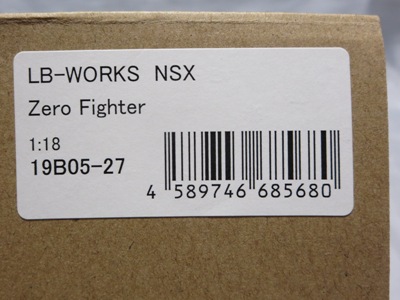 LB-WORKS NSX
Zero Fighter
1:18
19B05-27
4 589746 685680